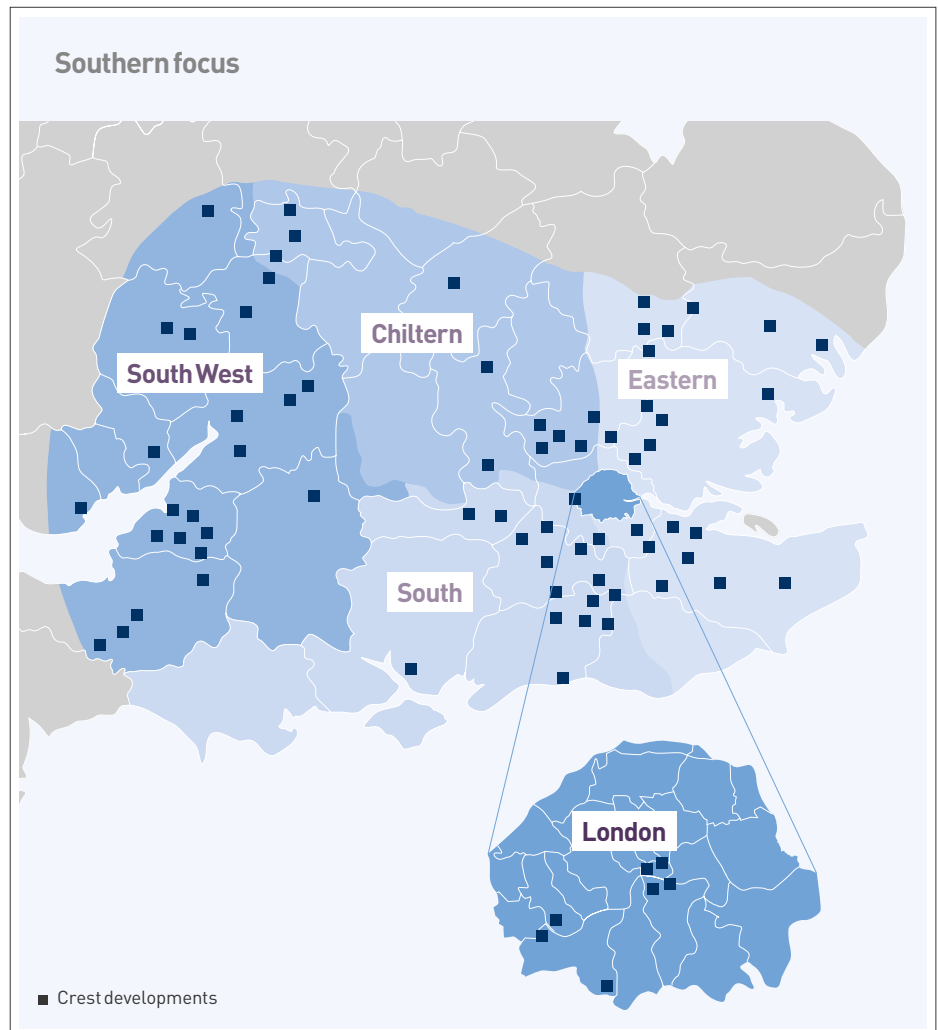 Southern focus
Chiltern
South West
Eastern
South
London
Crest developments